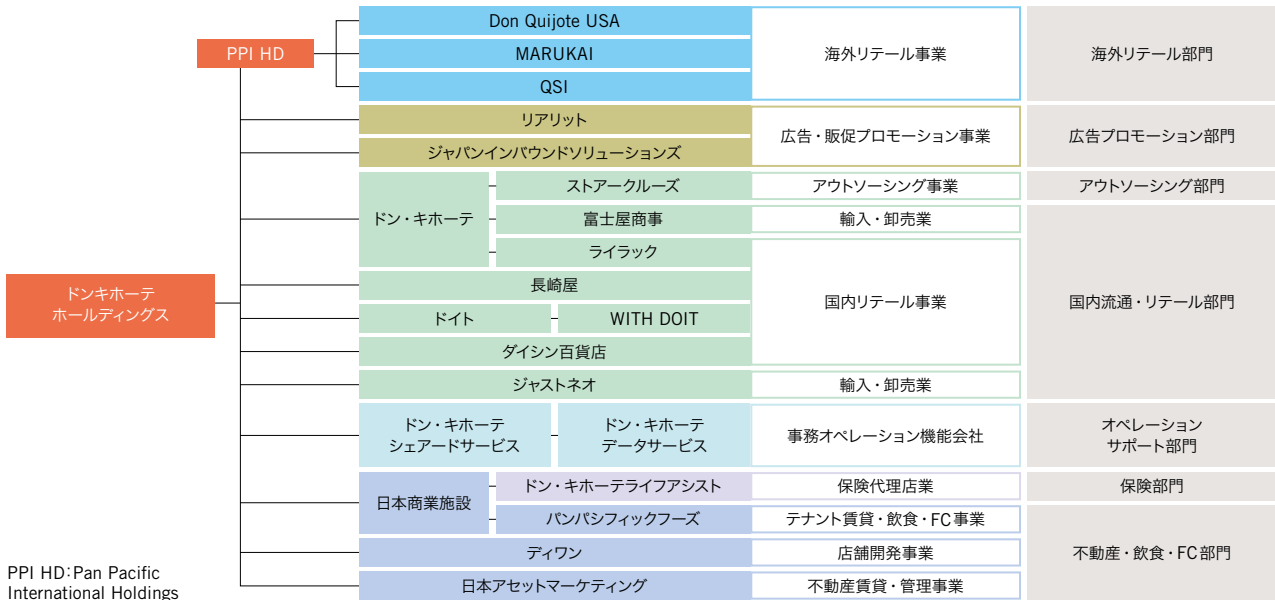 Don Quijote USA
PPI HD
MARUKAI
海外リテール事業
海外リテール部門
QSI
リアリット
広告・販促プロモーション事業
広告プロモーション部門
ジャパンインバウンドソリューションズ
ストアークルーズ
アウトソーシング事業
アウトソーシング部門
ドン・キホーテ
富士屋商事
輸入・卸売業
ライラック
長崎屋
ドンキホーテ
ホールディングス
国内リテール事業
国内流通・リテール部門
ドイト
WITH DOIT
ダイシン百貨店
ジャストネオ
輸入・卸売業
ドン・キホーテ
シェアードサービス
ドン・キホーテ
データサービス
事務オペレーション機能会社
オペレーション
サポート部門
日本商業施設
ドン・キホーテライフアシスト
保険代理店業
保険部門
パンパシフィックフーズ
テナント賃貸・飲食・FC事業
ディワン
店舗開発事業
不動産・飲食・FC部門
日本アセットマーケティング
不動産賃貸・管理事業
PPI HD:Pan Pacific
International Holdings